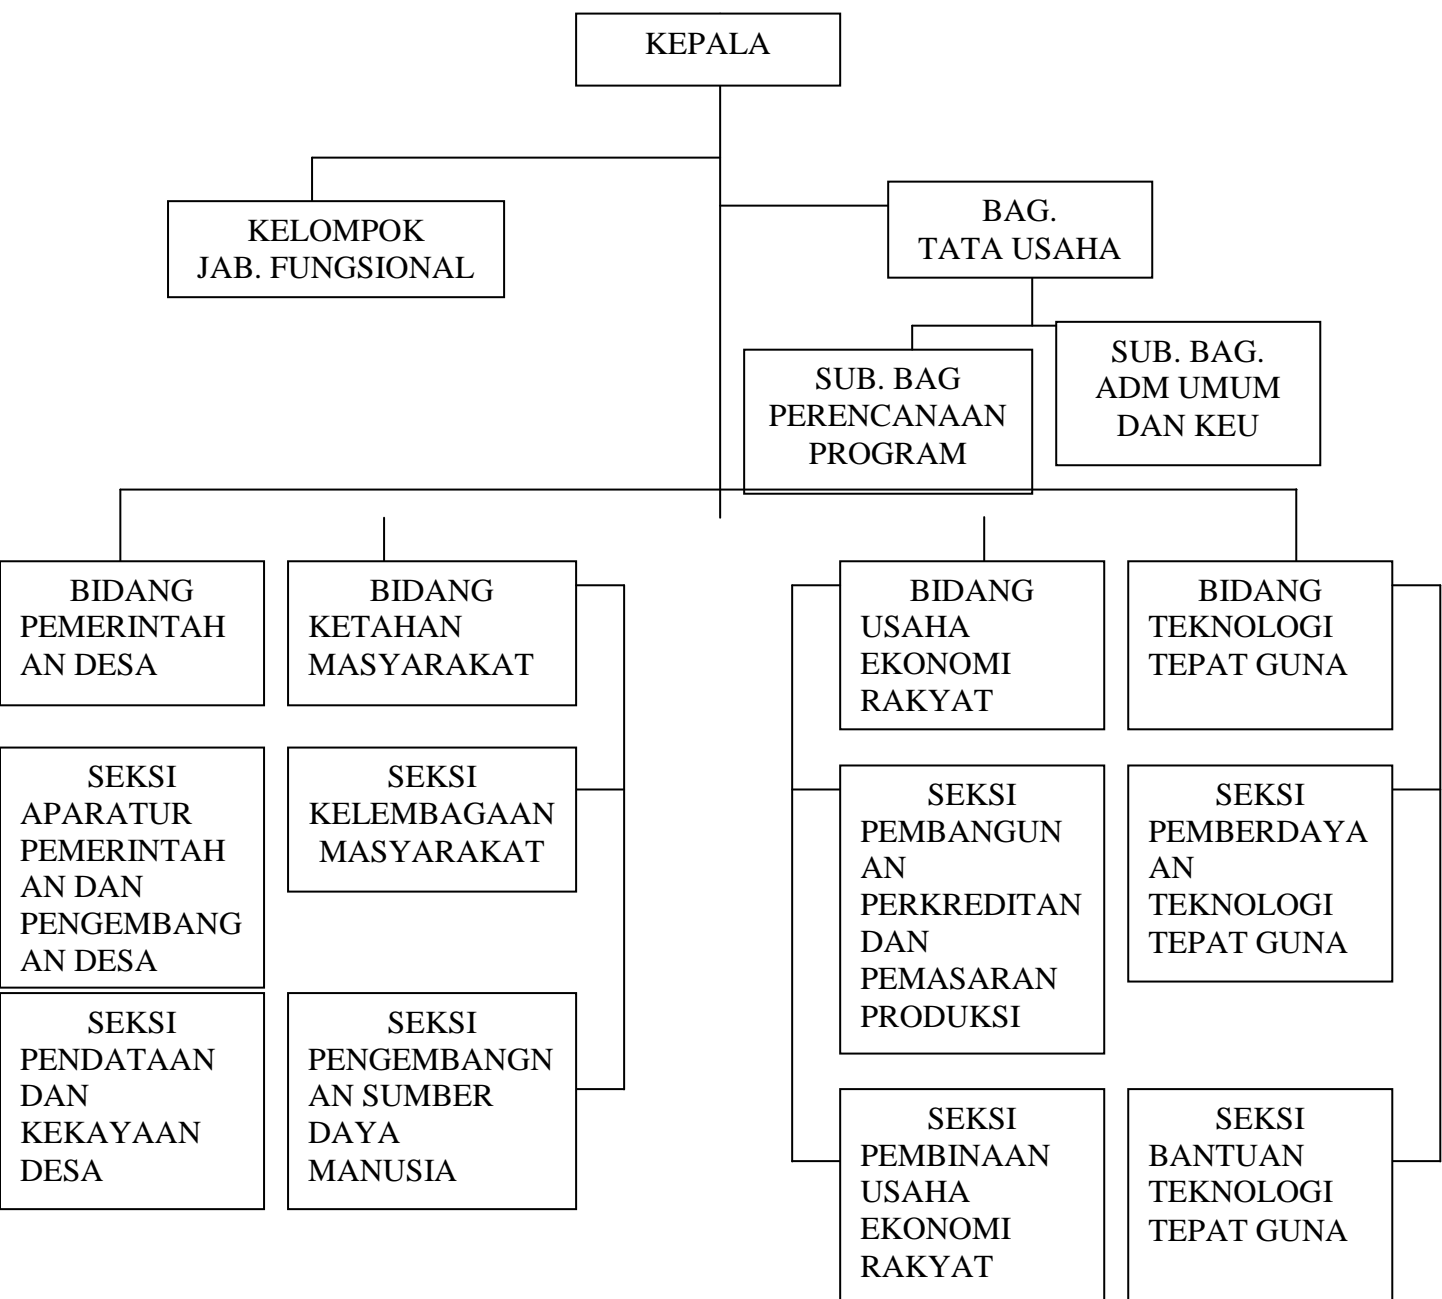 KEPALA
KELOMPOK
JAB. FUNGSIONAL
BAG.
TATA USAHA
SUB. BAG
PERENCANAAN
PROGRAM
SUB. BAG.
ADM UMUM
DAN KEU
BIDANG
PEMERINTAH
AN DESA
BIDANG
KETAHAN
MASYARAKAT
BIDANG
USAHA
EKONOMI
RAKYAT
BIDANG
TEKNOLOGI
TEPAT GUNA
SEKSI
APARATUR
PEMERINTAH
AN DAN
PENGEMBANG
AN DESA
SEKSI
KELEMBAGAAN
MASYARAKAT
SEKSI
PEMBANGUN
AN
PERKREDITAN
DAN
PEMASARAN
PRODUKSI
SEKSI
PEMBERDAYA
AN
TEKNOLOGI
TEPAT GUNA
SEKSI
PENDATAAN
DAN
KEKAYAAN
DESA
SEKSI
PENGEMBANGN
AN SUMBER
DAYA
MANUSIA
SEKSI
PEMBINAAN
USAHA
EKONOMI
RAKYAT
SEKSI
BANTUAN
TEKNOLOGI
TEPAT GUNA